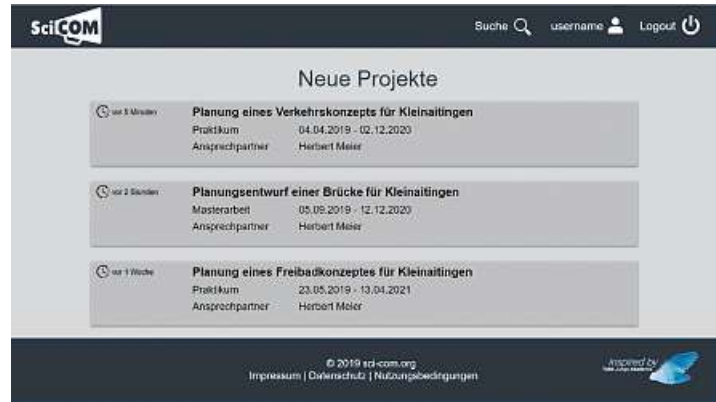 SciCOM
Suche username Logout
Neue Projekte
vor 5 Minuten
Planung eines Verkehrskonzepts für Kleinaitingen
Praktikum 04.04.2019 - 02.12.2020
Ansprechpartner Herbert Meier
vor 2 Stunden
Planungsentwurf einer Brücke für Kleinaitingen
Masterarbeit 05.09.2019 - 12.12.2020
Ansprechpartner Herbert Meier
vor 1 Woche
Planung eines Freibadkonzeptes für Kleinaitingen
Praktikum 23.05.2019 - 13.04.2021
Ansprechpartner Herbert Meier
© 2019 sci-com.org
Impressum | Datenschutz | Nutzungsbedingungen
inspired by